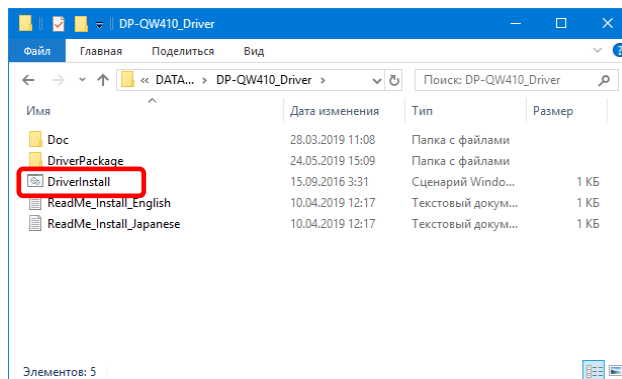 DP-QW410_Driver
Файл Главная Поделиться Вид
« DATA... › DP-QW410_Driver › Поиск: DP-QW410_Driver
Имя Дата изменения Тип Размер
Doc 28.03.2019 11:08 Папка с файлами
DriverPackage 24.05.2019 15:09 Папка с файлами
DriverInstall 15.09.2016 3:31 Сценарий Windo... 1 КБ
ReadMe_Install_English 10.04.2019 12:17 Текстовый докум... 1 КБ
ReadMe_Install_Japanese 10.04.2019 12:17 Текстовый докум... 1 КБ
Элементов: 5